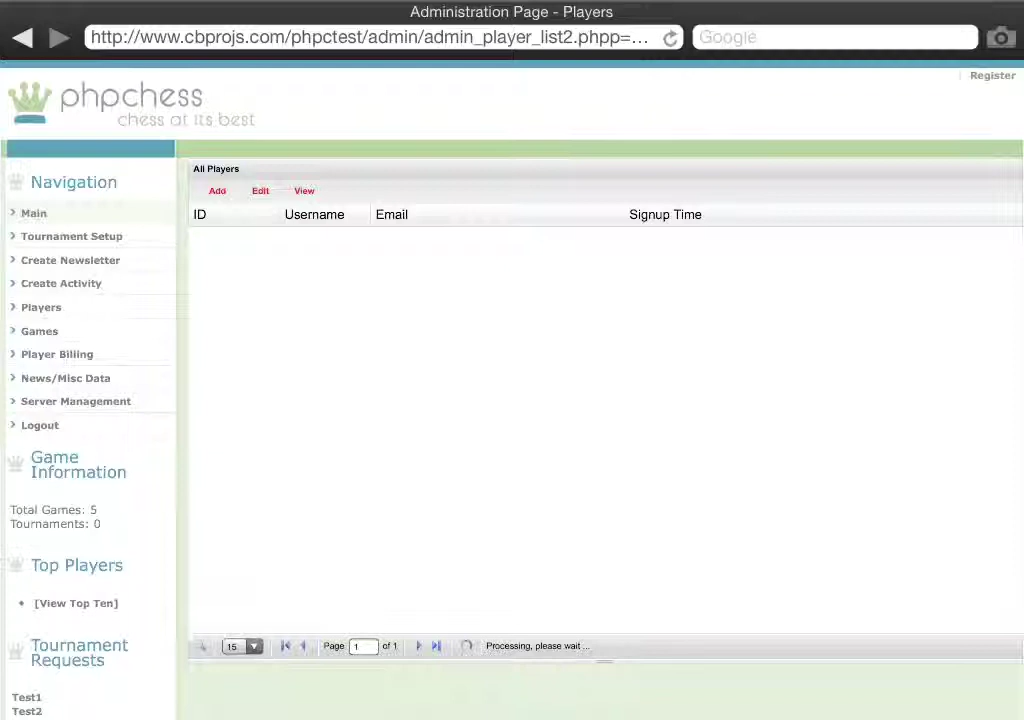 Administration Page - Players
http://www.cbprojs.com/phpctest/admin/admin_player_list2.phpp=...
Google
Register
phpchess
chess at its best
Navigation
Main
Tournament Setup
Create Newsletter
Create Activity
Players
Games
Player Billing
News/Misc Data
Server Management
Logout
Game
Information
Total Games: 5
Tournaments: 0
Top Players
[View Top Ten]
Tournament
Requests
Test1
Test2
All Players
Add Edit View
ID Username Email Signup Time
15 Page 1 of 1 Processing, please wait ...